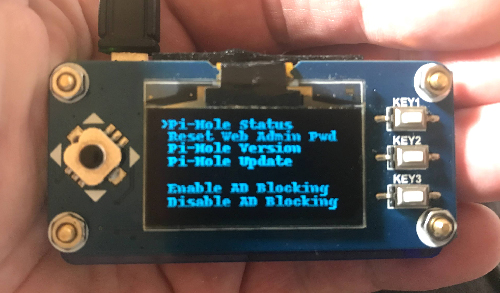 >Pi-Hole Status
Reset Web Admin Pwd
Pi-Hole Version
Pi-Hole Update
Enable AD Blocking
Disable AD Blocking
KEY1
KEY2
KEY3